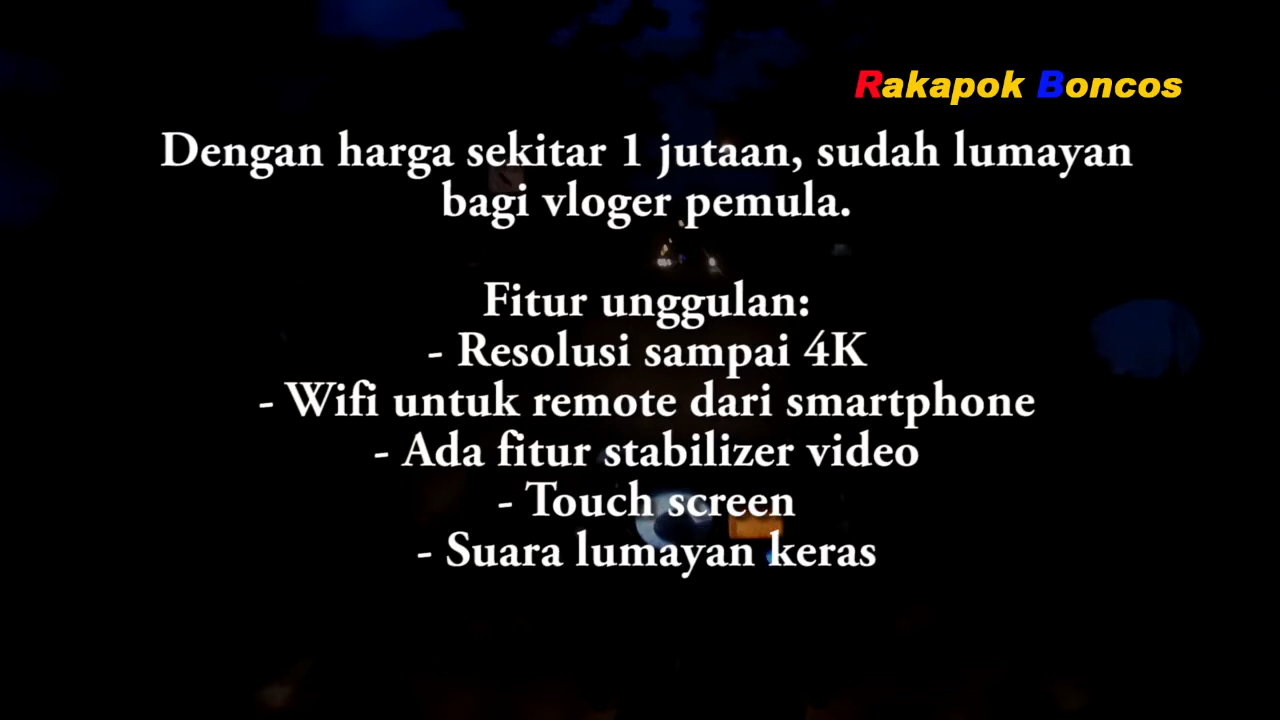 Rakapok Boncos
Dengan harga sekitar 1 jutaan, sudah lumayan
bagi vloger pemula.
Fitur unggulan:
- Resolusi sampai 4K
- Wifi untuk remote dari smartphone
- Ada fitur stabilizer video
- Touch screen
- Suara lumayan keras